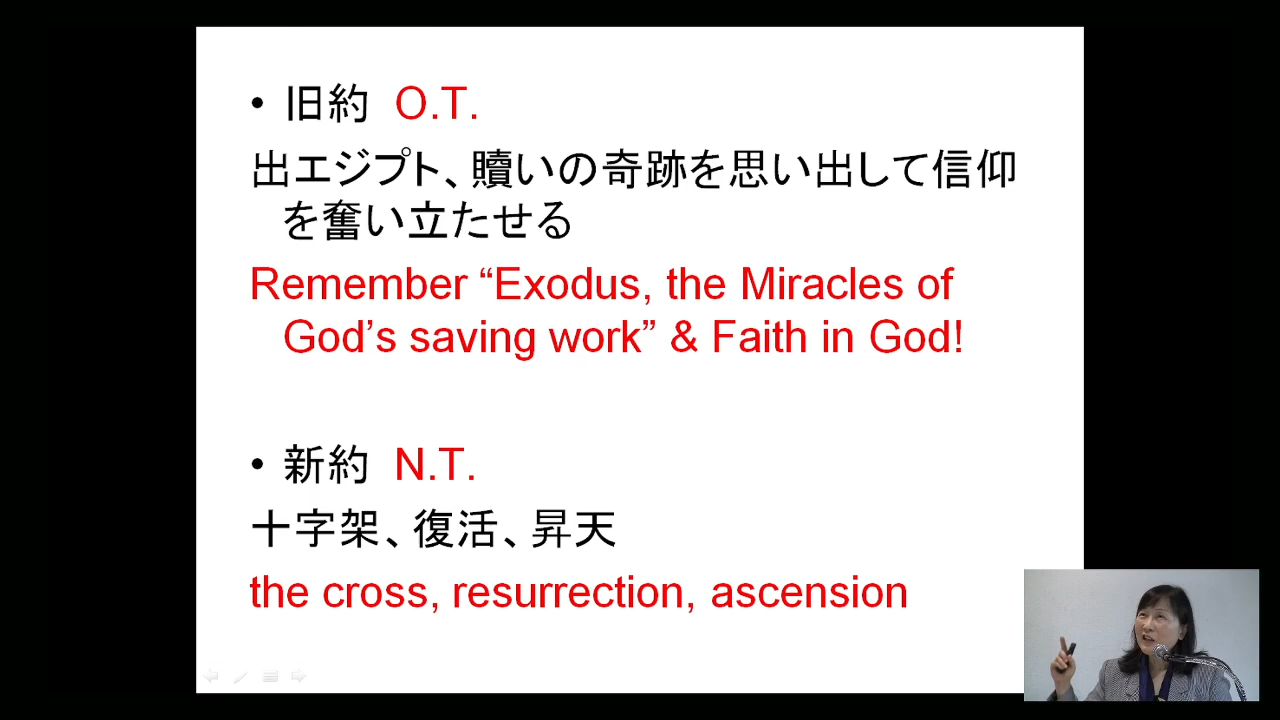 • 旧約 O.T.
出エジプト、贖いの奇跡を思い出して信仰
を奮い立たせる
Remember “Exodus, the Miracles of
God’s saving work” & Faith in God!
• 新約 N.T.
十字架、復活、昇天
the cross, resurrection, ascension